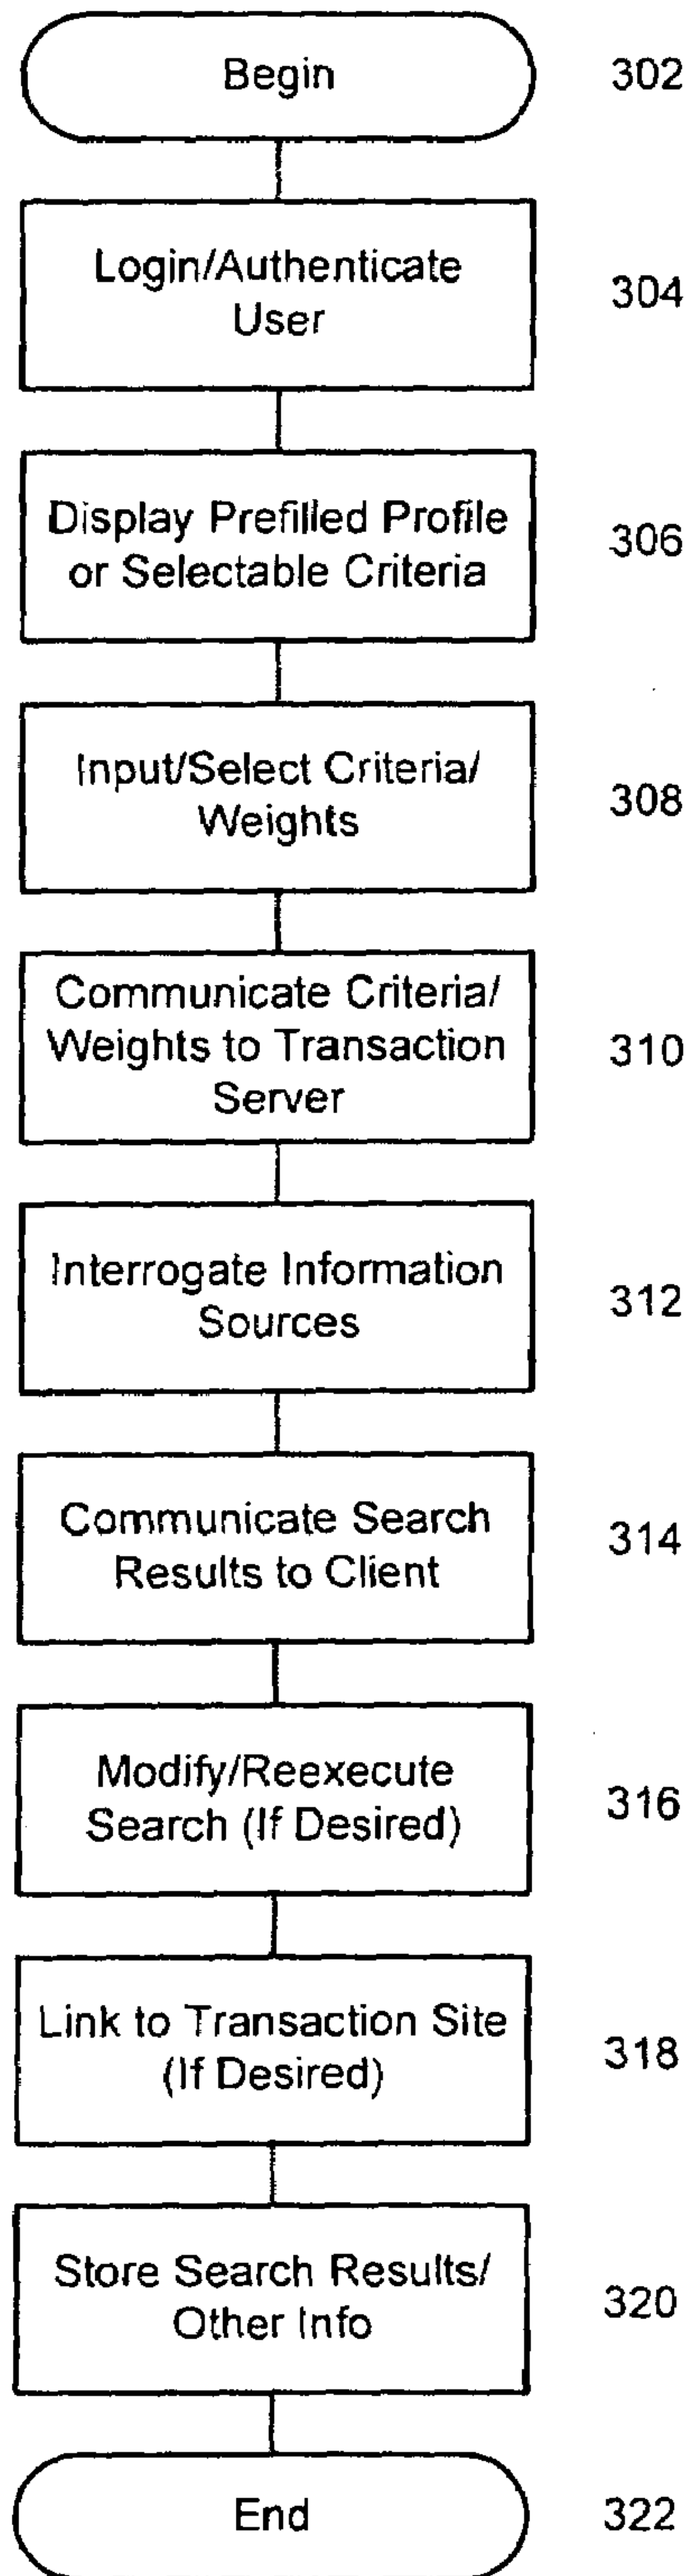 Begin 302
Login/Authenticate
User 304
Display Prefilled Profile
or Selectable Criteria 306
Input/Select Criteria/
Weights 308
Communicate Criteria/
Weights to Transaction
Server 310
Interrogate Information
Sources 312
Communicate Search
Results to Client 314
Modify/Reexecute
Search (If Desired) 316
Link to Transaction Site
(If Desired) 318
Store Search Results/
Other Info 320
End 322